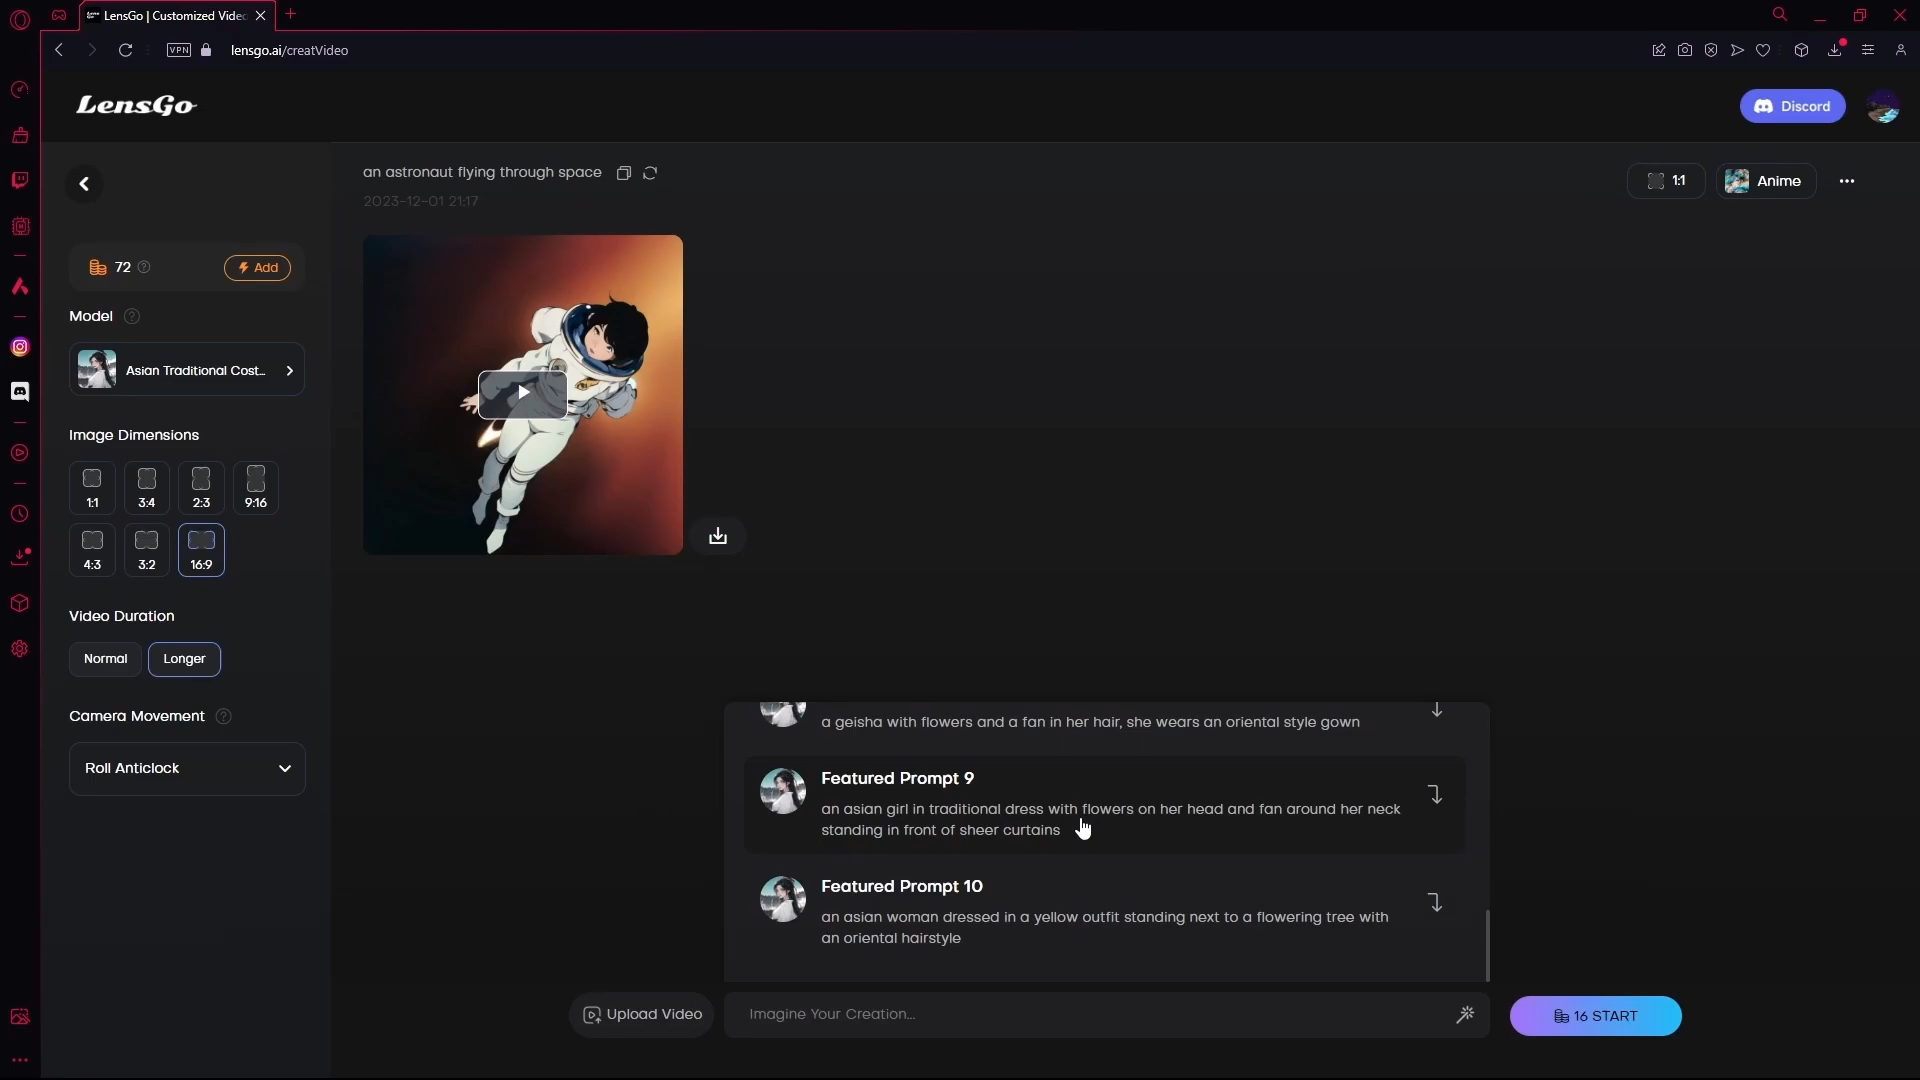 LensGo | Customized Video
VPN
lensgo.ai/creatVideo
LensGo
Discord
an astronaut flying through space
2023-12-01 21:17
1:1
Anime
72
Add
Model
Asian Traditional Cost...
Image Dimensions
1:1
3:4
2:3
9:16
4:3
3:2
16:9
Video Duration
Normal
Longer
Camera Movement
Roll Anticlock
a geisha with flowers and a fan in her hair, she wears an oriental style gown
Featured Prompt 9
an asian girl in traditional dress with flowers on her head and fan around her neck
standing in front of sheer curtains
Featured Prompt 10
an asian woman dressed in a yellow outfit standing next to a flowering tree with
an oriental hairstyle
Upload Video
Imagine Your Creation...
16 START